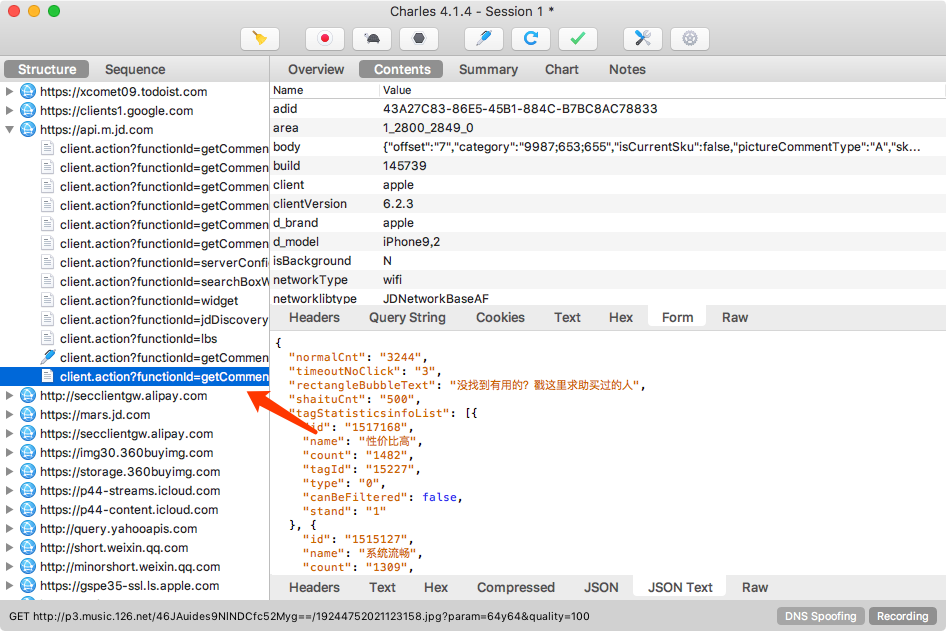 Charles 4.1.4 - Session 1 *
Structure Sequence
Overview Contents Summary Chart Notes
https://xcomet09.todoist.com
https://clients1.google.com
https://api.m.jd.com
client.action?functionId=getCommen
client.action?functionId=getCommen
client.action?functionId=getCommen
client.action?functionId=getCommen
client.action?functionId=getCommen
client.action?functionId=getCommen
client.action?functionId=serverConfi
client.action?functionId=searchBoxW
client.action?functionId=widget
client.action?functionId=jdDiscovery
client.action?functionId=lbs
client.action?functionId=getCommen
client.action?functionId=getCommen
http://secclientgw.alipay.com
https://mars.jd.com
https://secclientgw.alipay.com
https://img30.360buyimg.com
https://storage.360buyimg.com
https://p44-streams.icloud.com
https://p44-content.icloud.com
http://query.yahooapis.com
http://short.weixin.qq.com
http://minorshort.weixin.qq.com
https://gspe35-ssl.ls.apple.com
Name Value
adid 43A27C83-86E5-45B1-884C-B7BC8AC78833
area 1_2800_2849_0
body {"offset":"7","category":"9987;653;655","isCurrentSku":false,"pictureCommentType":"A","sk...
build 145739
client apple
clientVersion 6.2.3
d_brand apple
d_model iPhone9,2
isBackground N
networkType wifi
networklibtype JDNetworkBaseAF
Headers Query String Cookies Text Hex Form Raw
{
"normalCnt": "3244",
"timeoutNoClick": "3",
"rectangleBubbleText": "没找到有用的？戳这里求助买过的人",
"shaituCnt": "500",
"tagStatisticsinfoList": [{
"id": "1517168",
"name": "性价比高",
"count": "1482",
"tagId": "15227",
"type": "0",
"canBeFiltered": false,
"stand": "1"
}, {
"id": "1515127",
"name": "系统流畅",
"count": "1309",
Headers Text Hex Compressed JSON JSON Text Raw
GET http://p3.music.126.net/46JAuides9NlNDCfc52Myg==/19244752021123158.jpg?param=64y64&quality=100
DNS Spoofing Recording